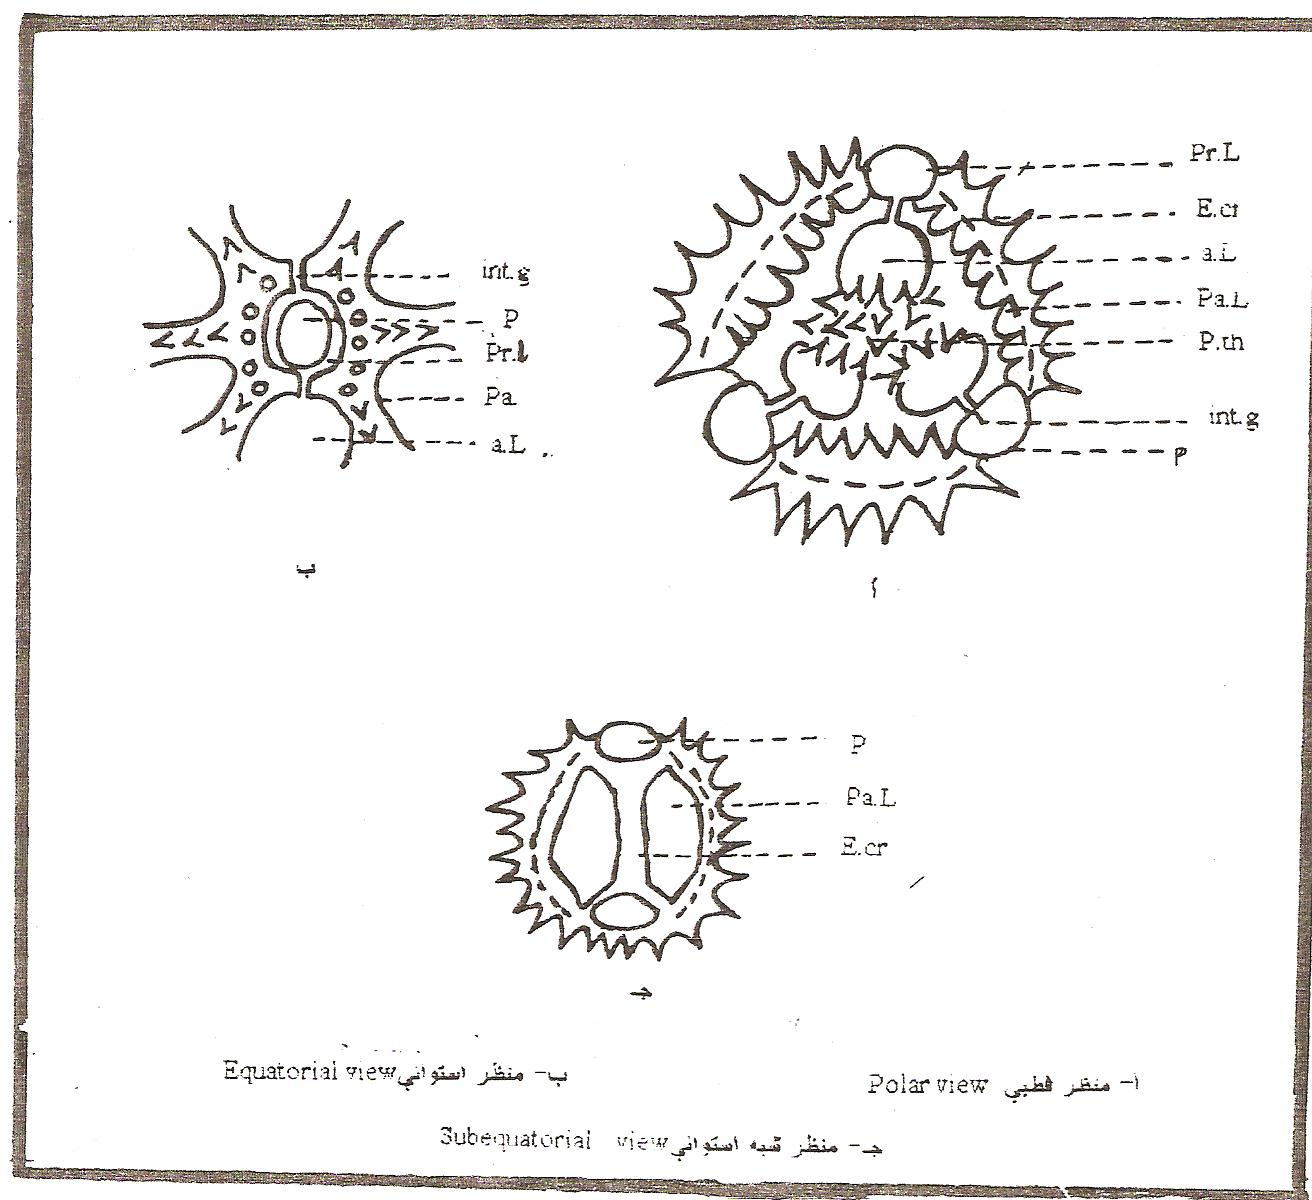 Pr.L
E.cr
a.L
Pa.L
P.th
int.g
P
أ
int.g
P
Pr.l
Pa
a.L
ب
P
Pa.L
E.cr
جـ
أ- منظر قطبي Polar view
ب- منظر استوائي Equatorial view
جـ- منظر شبه استوائي Subequatorial view